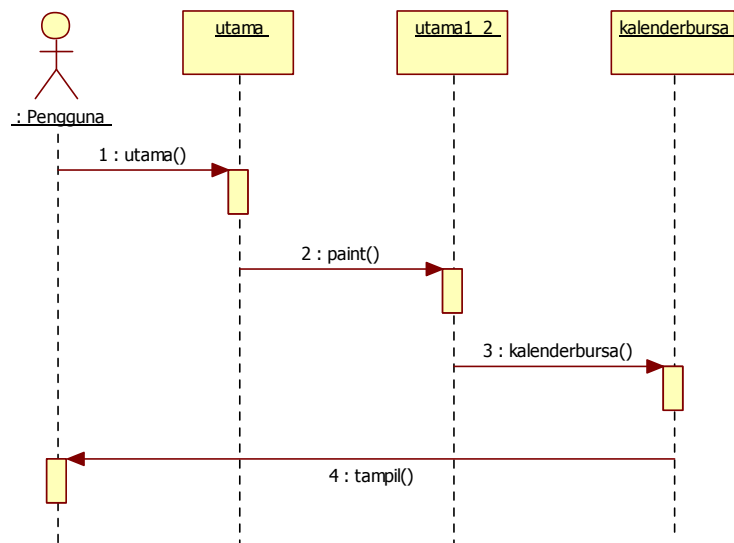 utama
utama1_2
kalenderbursa
: Pengguna
1 : utama()
2 : paint()
3 : kalenderbursa()
4 : tampil()